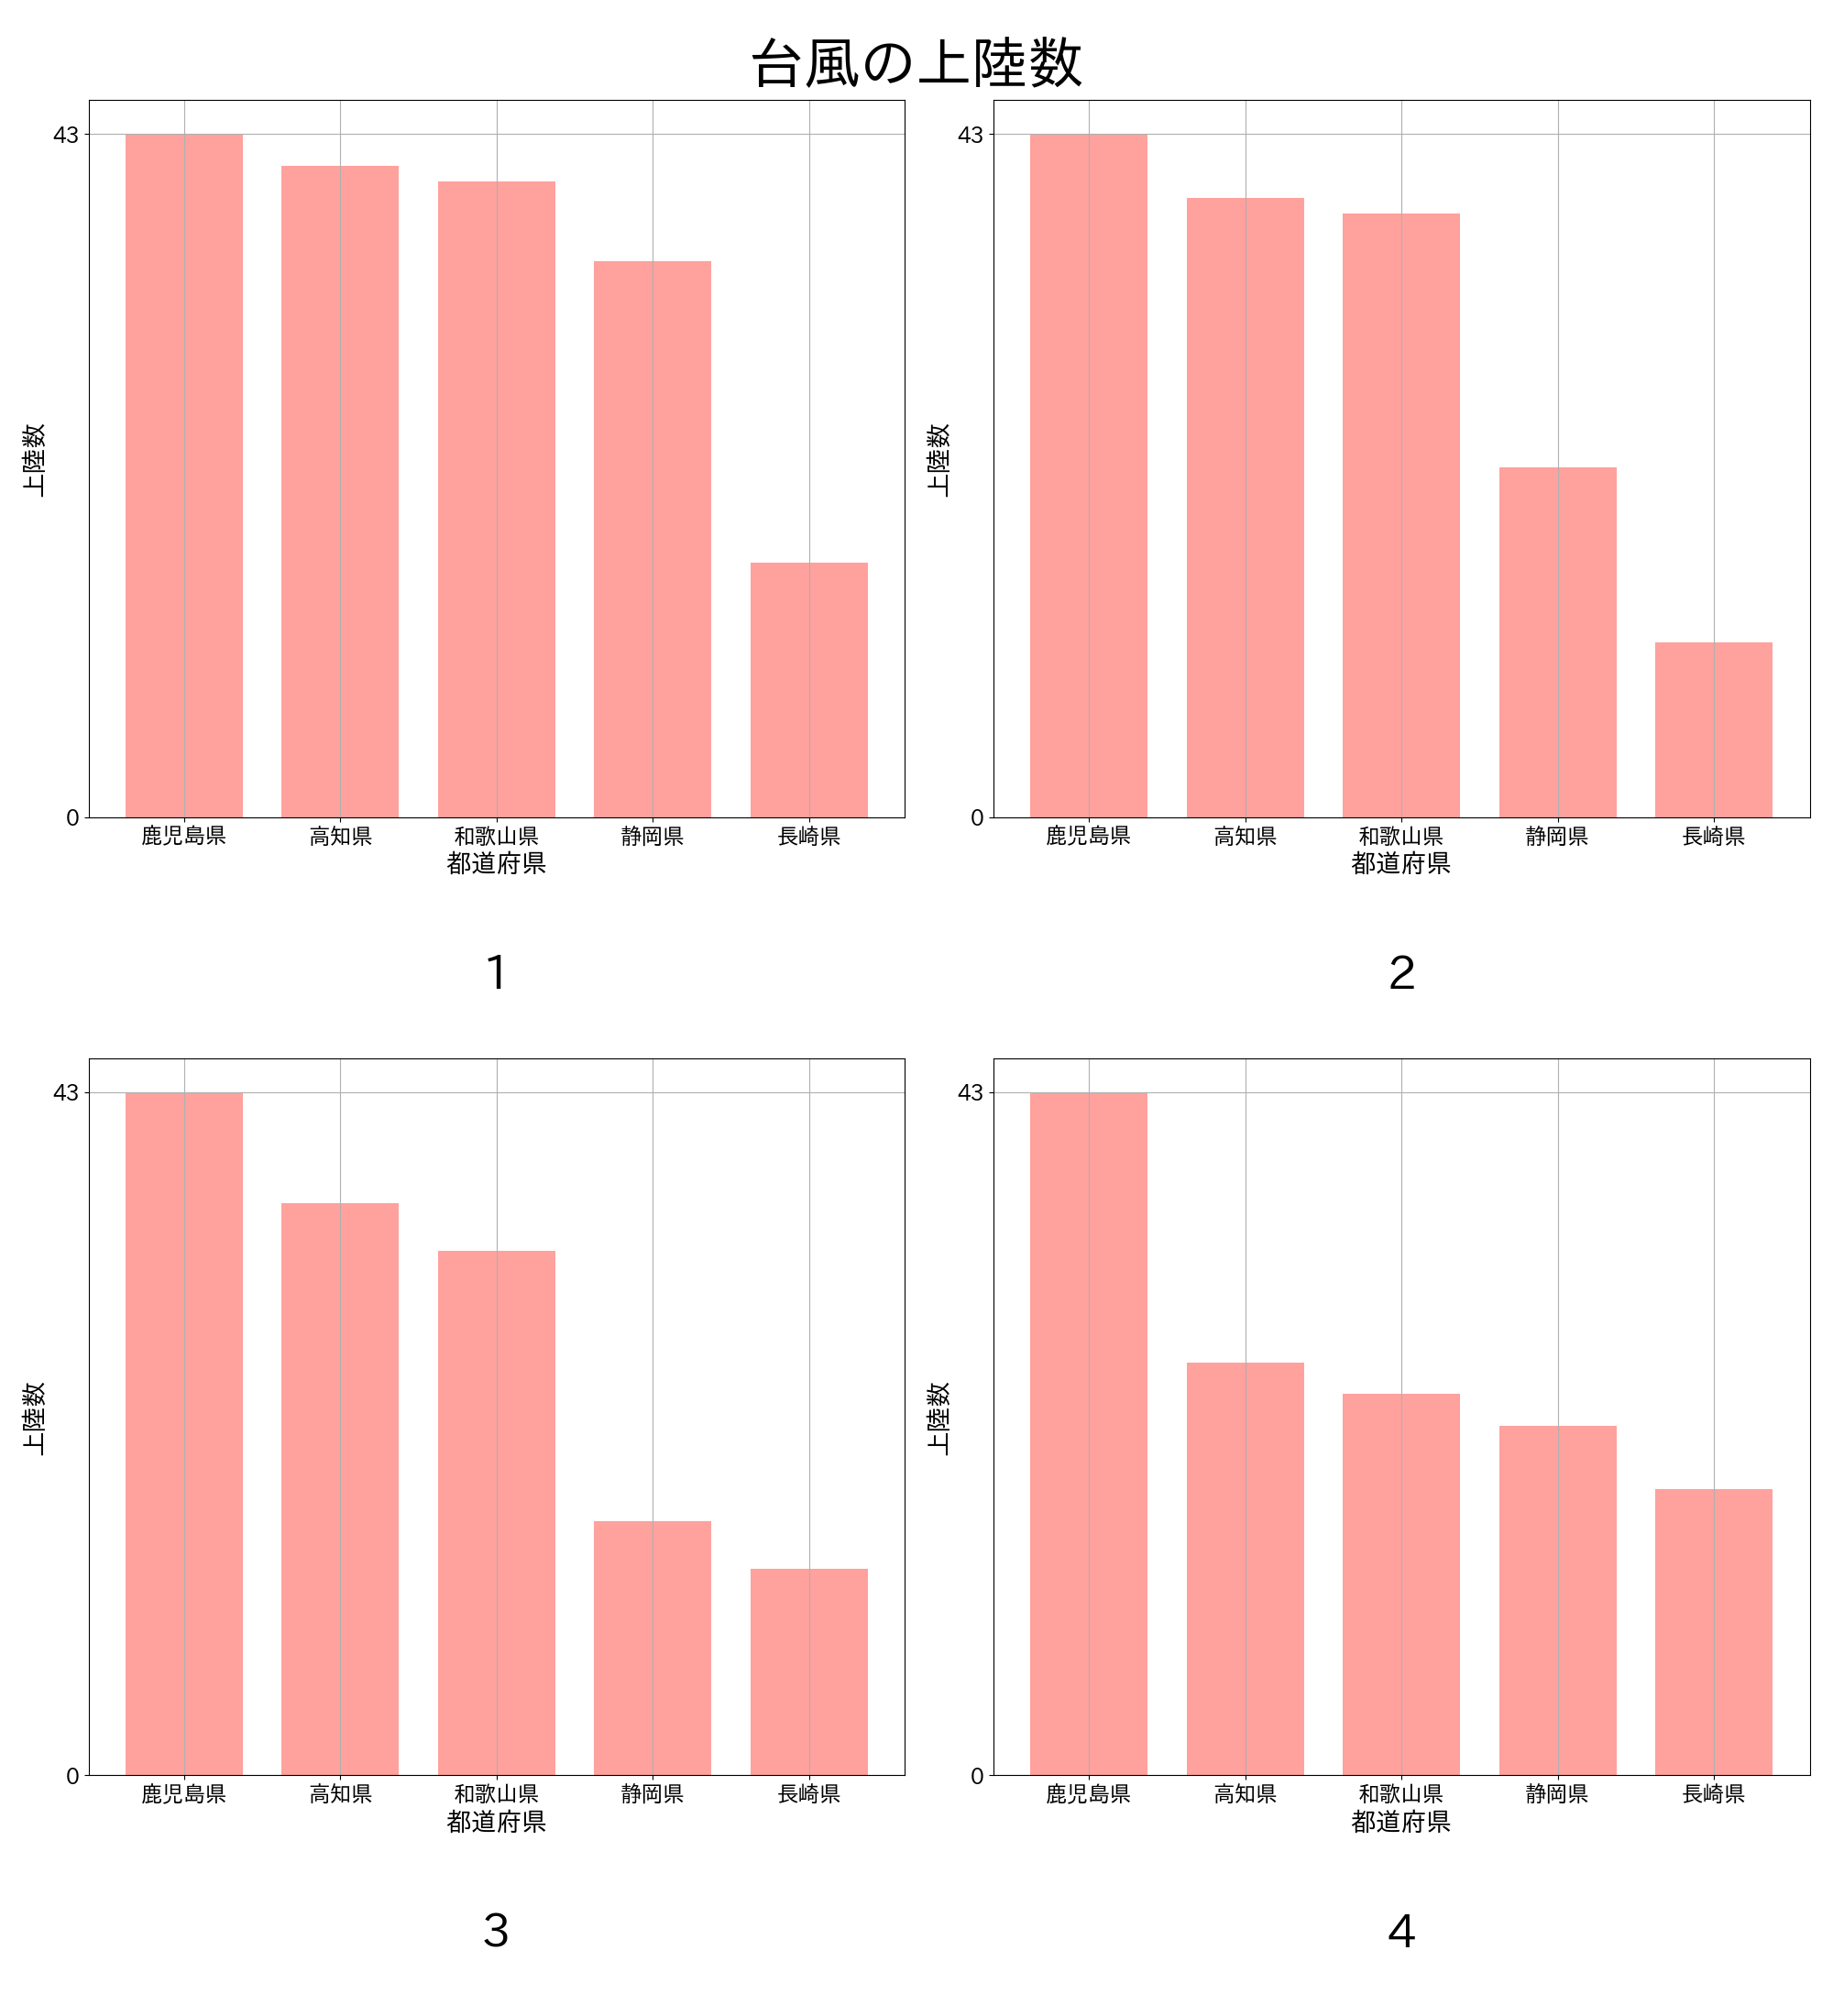 台風の上陸数
43
0
上陸数
鹿児島県 高知県 和歌山県 静岡県 長崎県
都道府県
1
43
0
上陸数
鹿児島県 高知県 和歌山県 静岡県 長崎県
都道府県
2
43
0
上陸数
鹿児島県 高知県 和歌山県 静岡県 長崎県
都道府県
3
43
0
上陸数
鹿児島県 高知県 和歌山県 静岡県 長崎県
都道府県
4